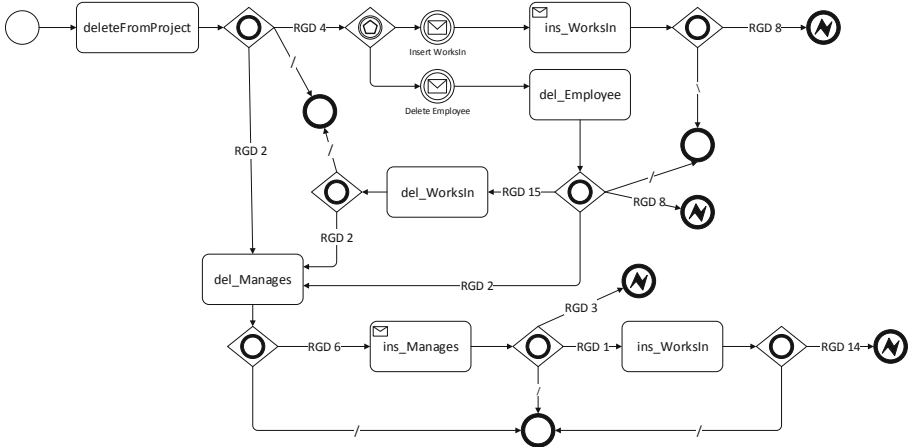 deleteFromProject
RGD 4
Insert WorksIn
ins_WorksIn
RGD 8
/
/
Delete Employee
del_Employee
RGD 2
/
del_WorksIn
RGD 15
/
RGD 8
RGD 2
del_Manages
RGD 2
RGD 3
RGD 6
ins_Manages
RGD 1
ins_WorksIn
RGD 14
/
/
/